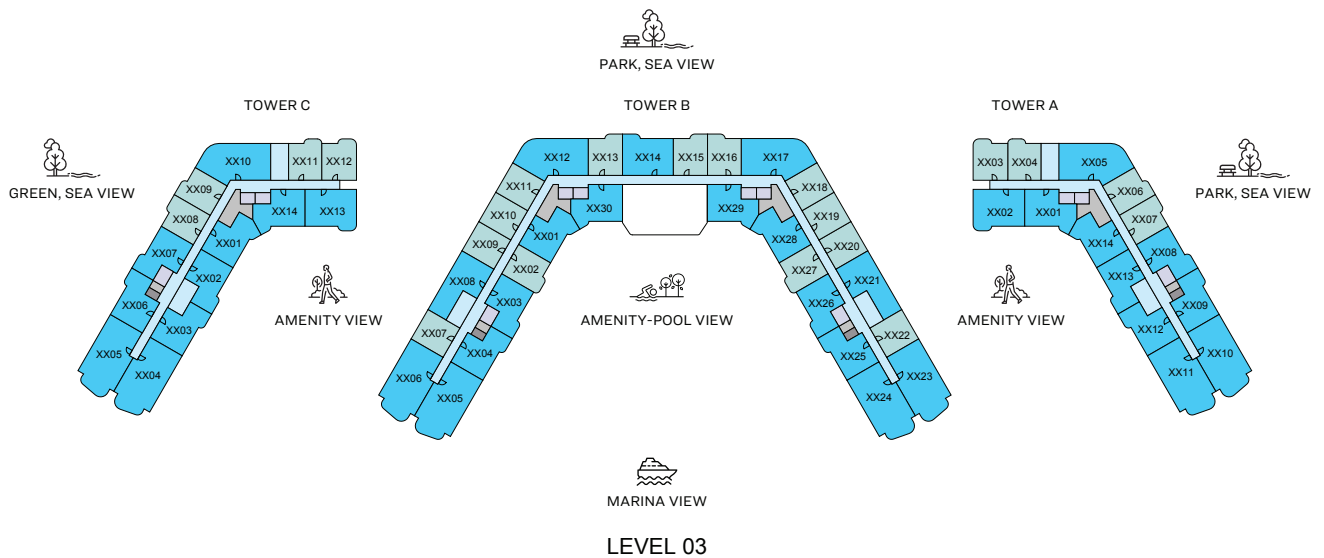 PARK, SEA VIEW
TOWER C
TOWER B
TOWER A
GREEN, SEA VIEW
PARK, SEA VIEW
XX10
XX11
XX12
XX09
XX08
XX14
XX13
XX07
XX01
XX02
XX06
XX03
XX05
XX04
XX12
XX13
XX14
XX15
XX16
XX17
XX11
XX18
XX10
XX30
XX29
XX19
XX09
XX01
XX28
XX20
XX02
XX27
XX08
XX03
XX26
XX21
XX07
XX04
XX25
XX22
XX06
XX05
XX24
XX23
XX03
XX04
XX05
XX06
XX02
XX01
XX07
XX14
XX08
XX13
XX09
XX12
XX10
XX11
AMENITY VIEW
AMENITY-POOL VIEW
AMENITY VIEW
MARINA VIEW
LEVEL 03